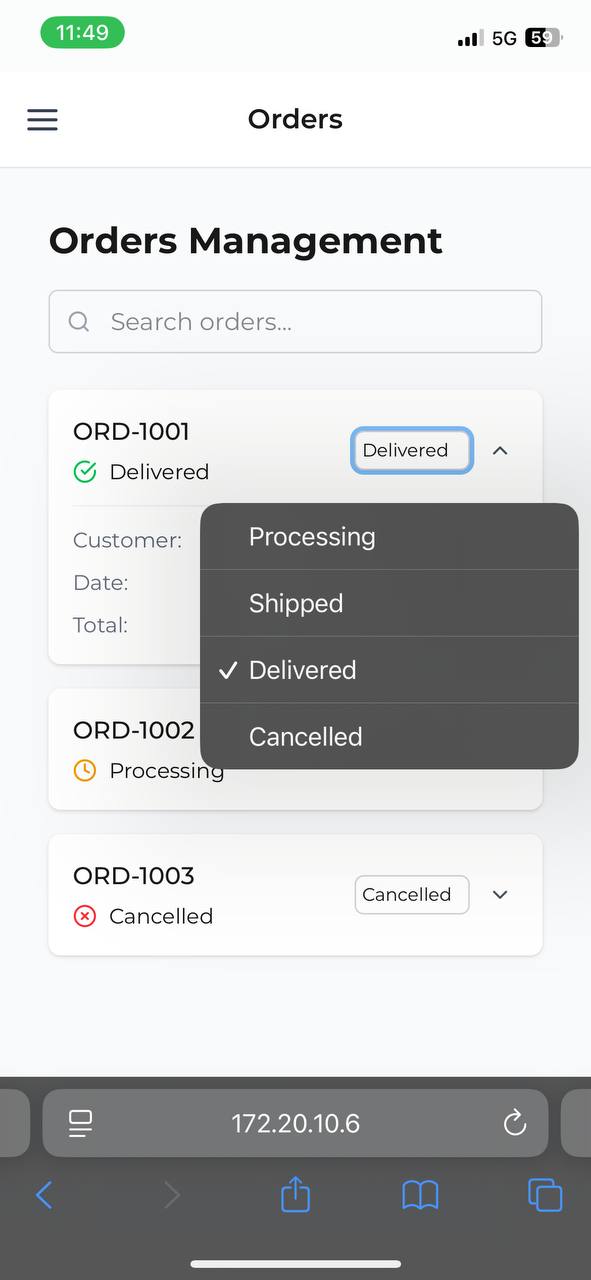 11:49
5G 59
Orders
Orders Management
Search orders...
ORD-1001
Delivered
Delivered
Customer:
Date:
Total:
Processing
Shipped
Delivered
Cancelled
ORD-1002
Processing
ORD-1003
Cancelled
Cancelled
172.20.10.6